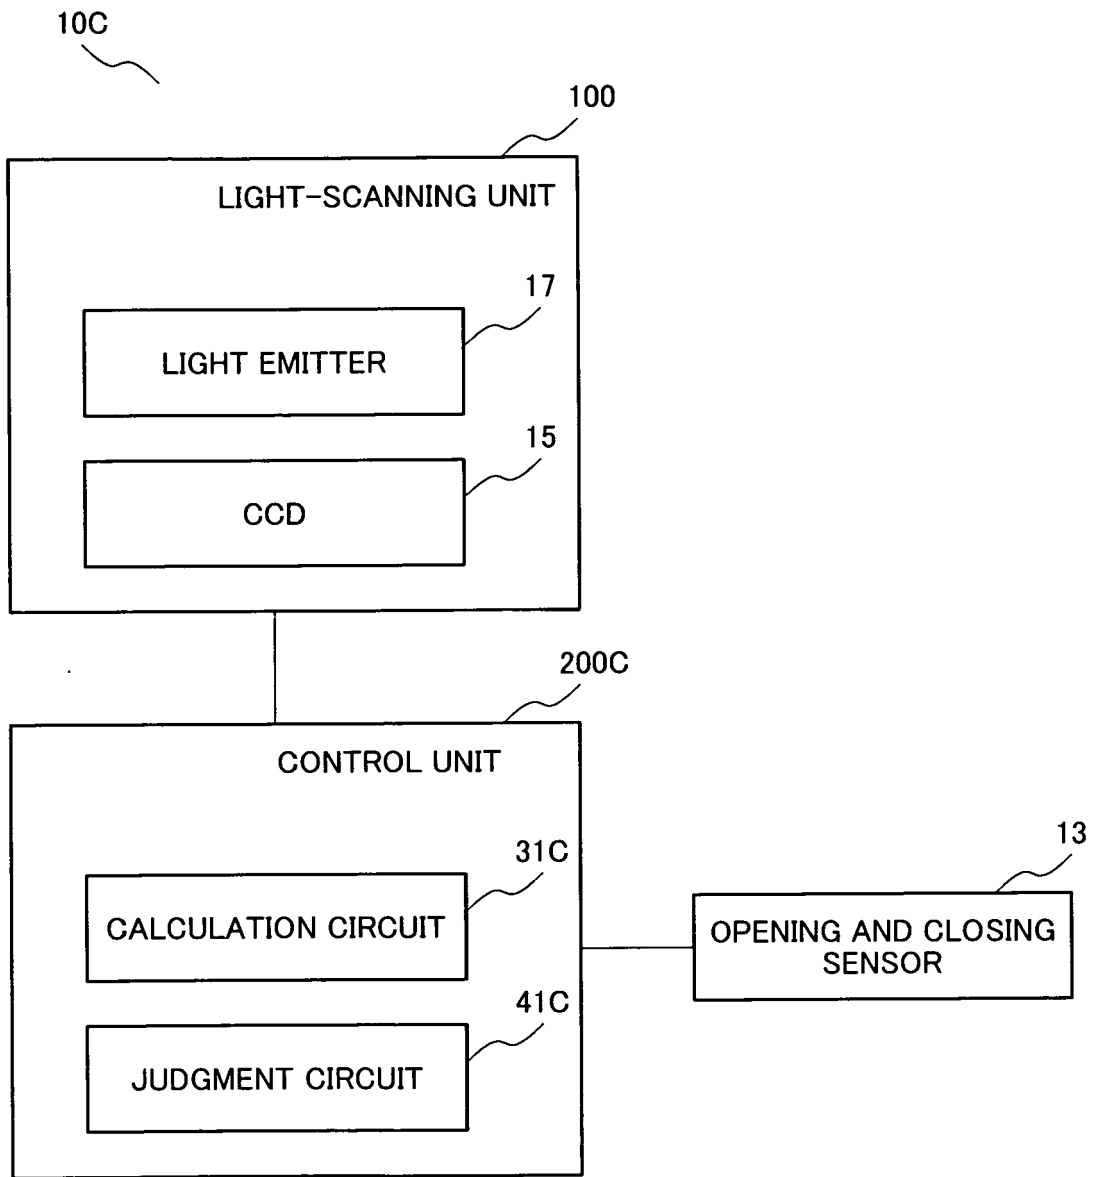 10C
100
LIGHT-SCANNING UNIT
17
LIGHT EMITTER
15
CCD
200C
CONTROL UNIT
31C
CALCULATION CIRCUIT
13
OPENING AND CLOSING
SENSOR
41C
JUDGMENT CIRCUIT